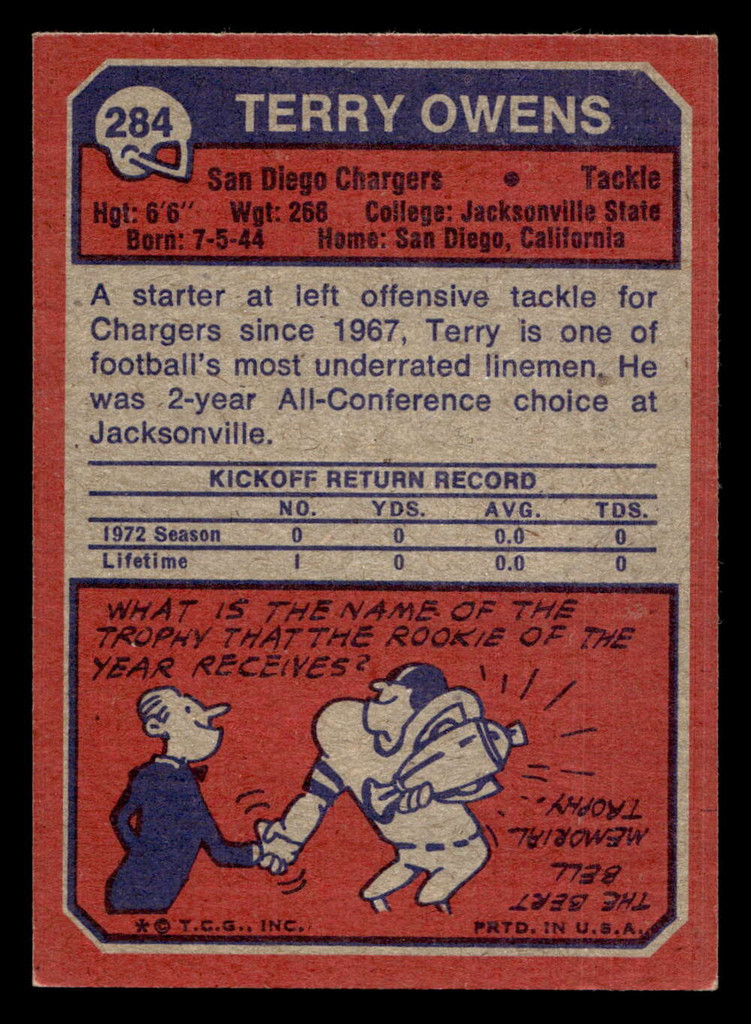 284
TERRY OWENS
San Diego Chargers • Tackle
Hgt: 6'6" Wgt: 268 College: Jacksonville State
Born: 7-5-44 Home: San Diego, California
A starter at left offensive tackle for
Chargers since 1967, Terry is one of
football's most underrated linemen. He
was 2-year All-Conference choice at
Jacksonville.
KICKOFF RETURN RECORD
NO. YDS. AVG. TDS.
1972 Season 0 0 0.0 0
Lifetime 1 0 0.0 0
WHAT IS THE NAME OF THE
TROPHY THAT THE ROOKIE OF THE
YEAR RECEIVES?
THE BERT
BELL
MEMORIAL
TROPHY.
*© T.C.G., INC. PRTD. IN U.S.A.